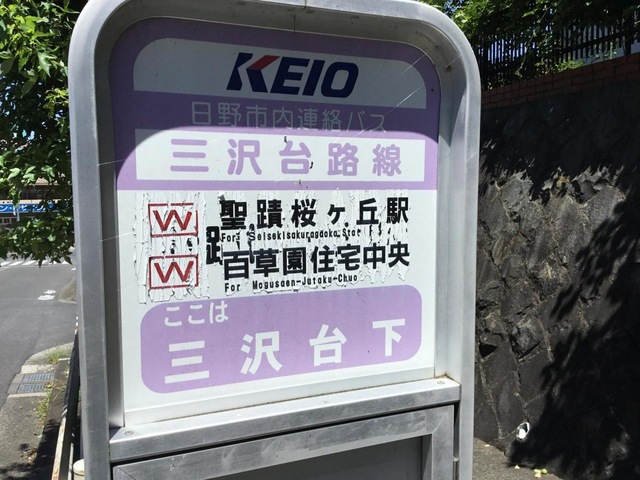 KEIO
日野市内連絡バス
三沢台路線
W 聖蹟桜ヶ丘駅
For: Seisekisakuragaoka Sta.
W 百草園住宅中央
For Mogusaen-Jutaku-Chuo
ここは
三沢台下